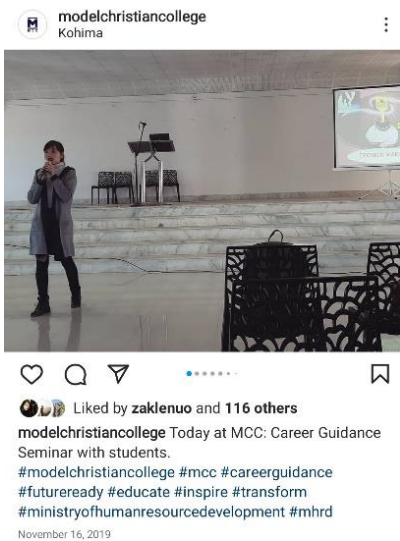 modelchristiancollege
Kohima
Liked by zaklenuo and 116 others
modelchristiancollege Today at MCC: Career Guidance
Seminar with students.
#modelchristiancollege #mcc #careerguidance
#futureready #educate #inspire #transform
#ministryofhumanresourcedevelopment #mhrd
November 16, 2019